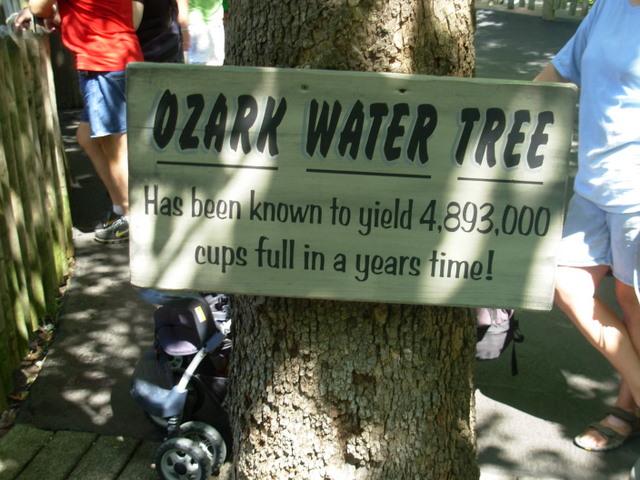 OZARK WATER TREE
Has been known to yield 4,893,000
cups full in a years time!